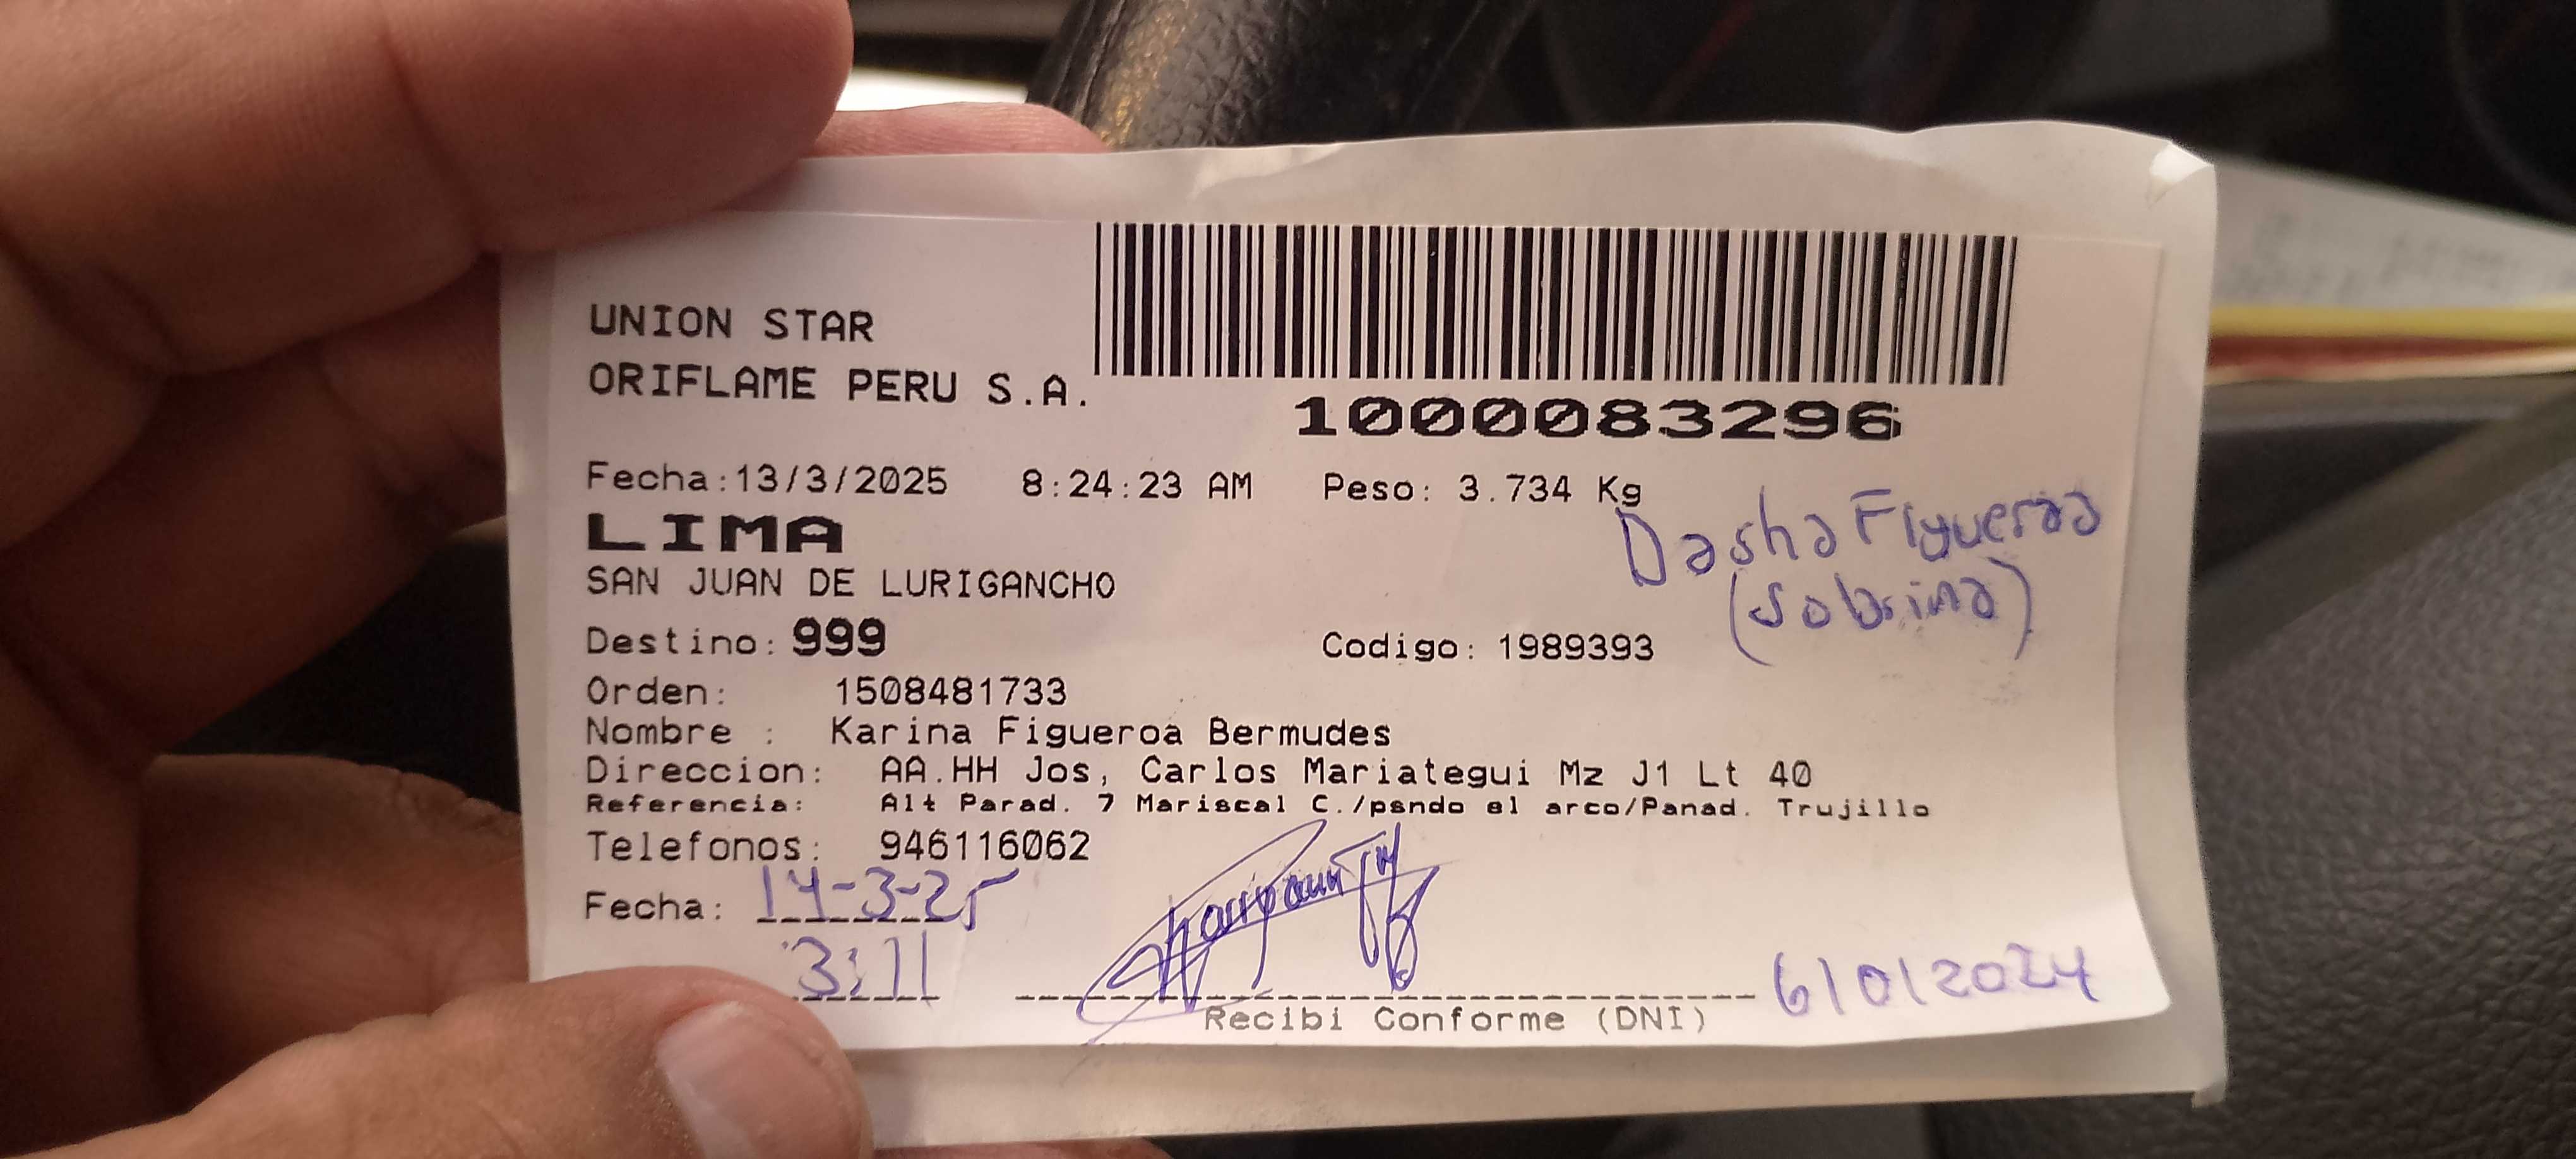 UNION STAR
ORIFLAME PERU S.A.
1000083296
Fecha:13/3/2025 8:24:23 AM Peso: 3.734 Kg
LIMA
Dasha Figueroa
SAN JUAN DE LURIGANCHO
(Sobrina)
Destino: 999 Codigo: 1989393
Orden: 1508481733
Nombre : Karina Figueroa Bermudes
Direccion: AA.HH Jos, Carlos Mariategui Mz J1 Lt 40
Referencia: Alt Parad. 7 Mariscal C./psndo el arco/Panad. Trujillo
Telefonos: 946116062
Fecha: 14-3-25
3:11
61012024
Recibi Conforme (DNI)